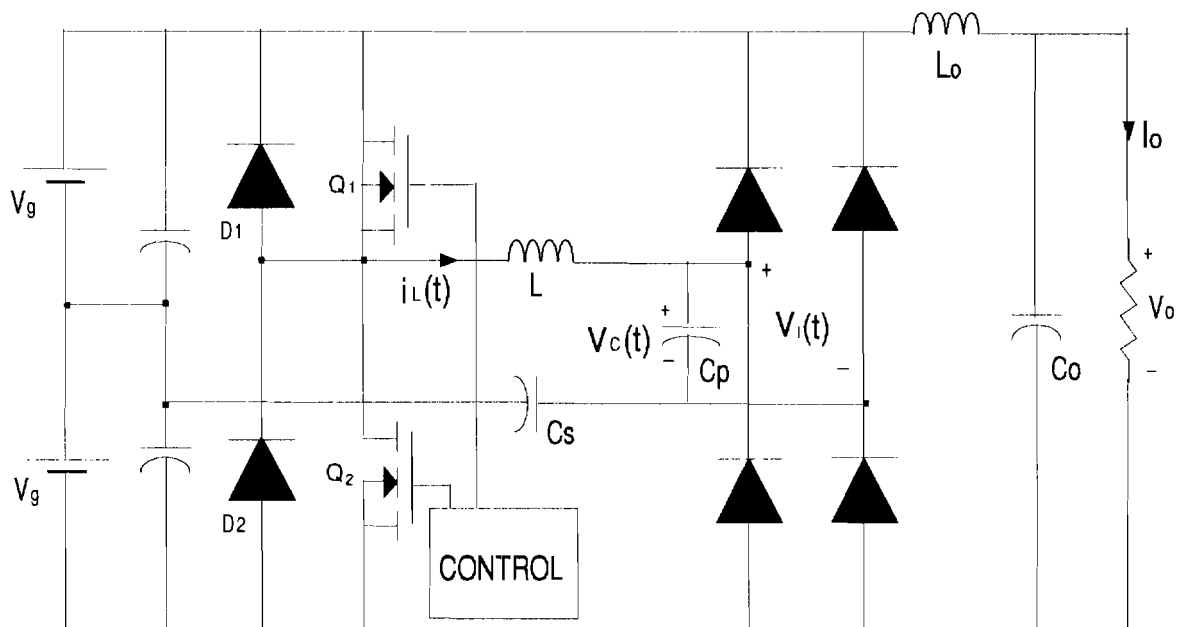 Lo
Io
Q1
Vg
D1
iL(t)
L
+
+
Vc(t)
VI(t)
+
Vo
-
-
Cp
-
Co
Cs
Q2
Vg
D2
CONTROL